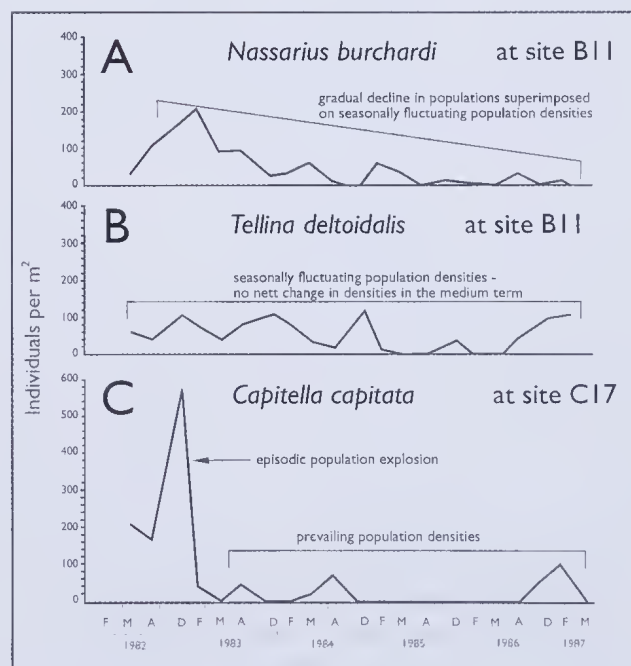 400
A Nassarius burchardi at site B11
300
gradual decline in populations superimposed
on seasonally fluctuating population densities
200
100
0
400
B Tellina deltoidalis at site B11
300
seasonally fluctuating population densities -
no nett change in densities in the medium term
200
100
0
Individuals per m²
600
C Capitella capitata at site C17
500
400
episodic population explosion
300
200
prevailing population densities
100
0
F M A D F M A D F M A D F M A D F M A D F M
1982 1983 1984 1985 1986 1987